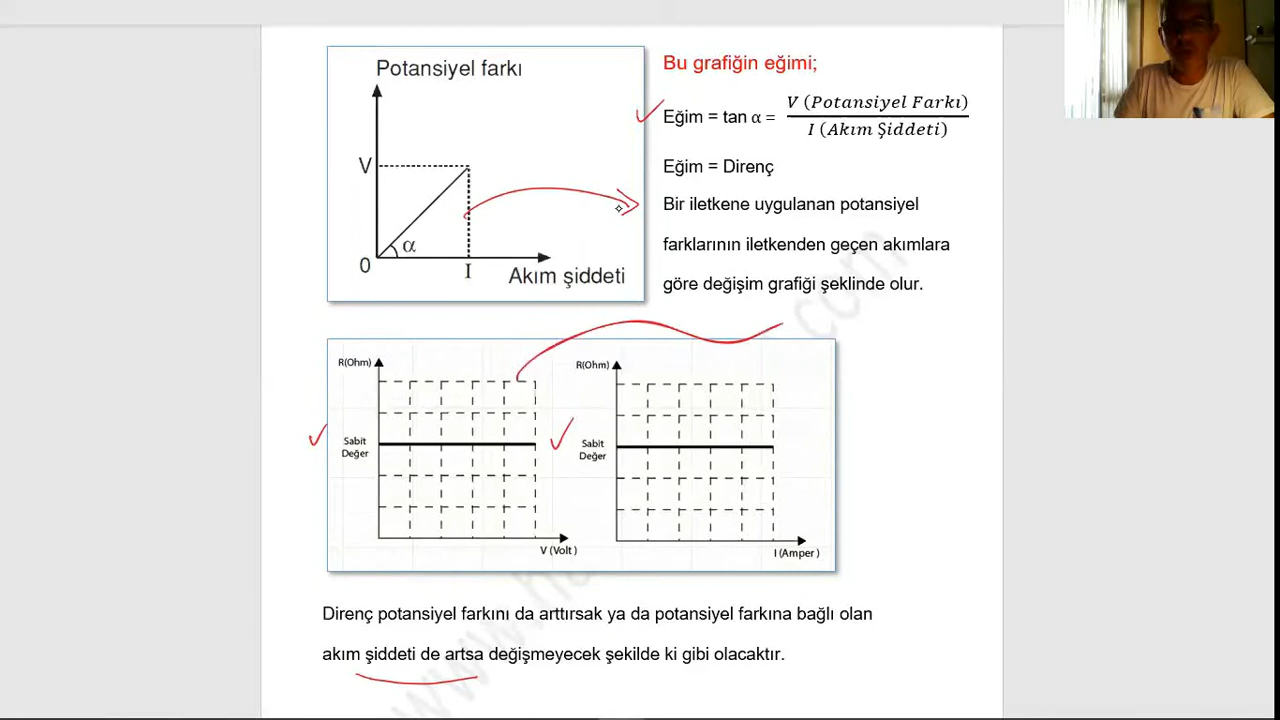 Potansiyel farkı
V
α
0
I
Akım şiddeti
Bu grafiğin eğimi;
Eğim = tan α = V (Potansiyel Farkı)
I (Akım Şiddeti)
Eğim = Direnç
Bir iletkene uygulanan potansiyel
farklarının iletkenden geçen akımlara
göre değişim grafiği şeklinde olur.
R(Ohm)
Sabit
Değer
V (Volt )
R(Ohm)
Sabit
Değer
I (Amper )
Direnç potansiyel farkını da arttırsak ya da potansiyel farkına bağlı olan
akım şiddeti de artsa değişmeyecek şekilde ki gibi olacaktır.